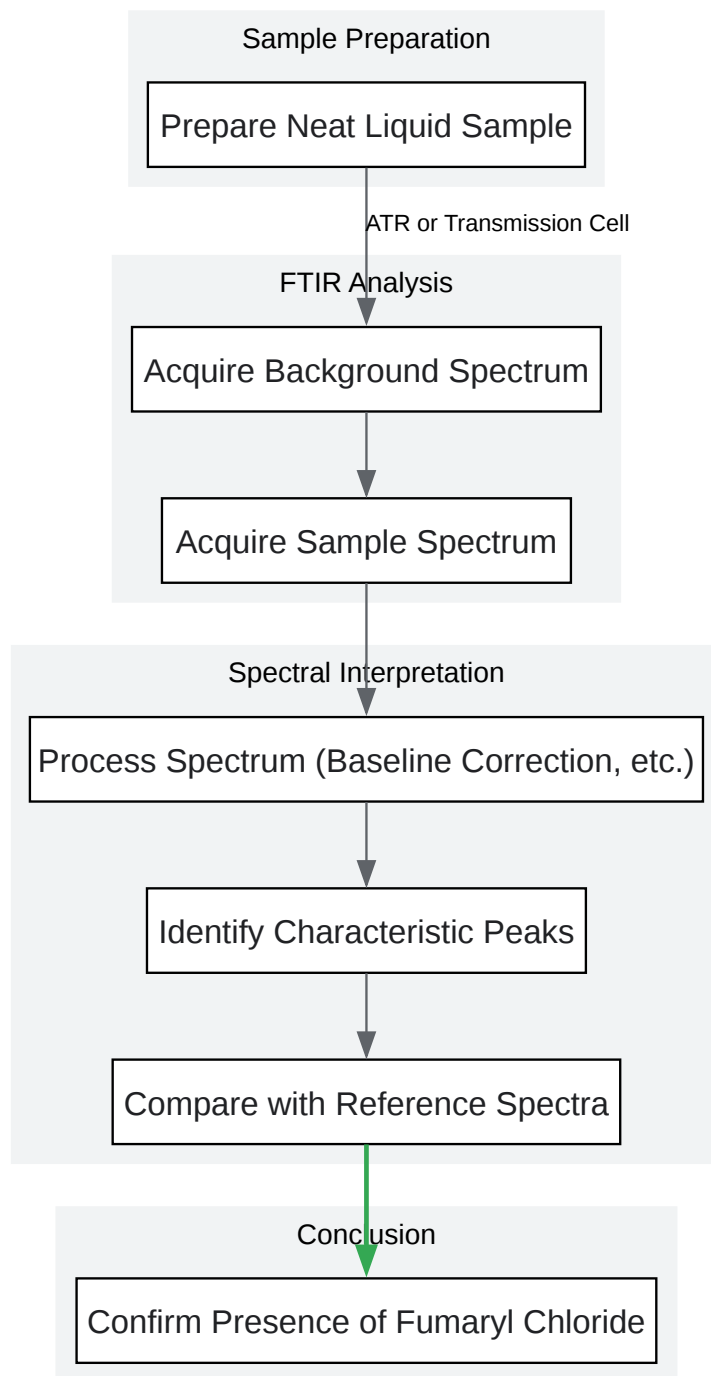 Sample Preparation
Prepare Neat Liquid Sample
ATR or Transmission Cell
FTIR Analysis
Acquire Background Spectrum
Acquire Sample Spectrum
Spectral Interpretation
Process Spectrum (Baseline Correction, etc.)
Identify Characteristic Peaks
Compare with Reference Spectra
Conclusion
Confirm Presence of Fumaryl Chloride